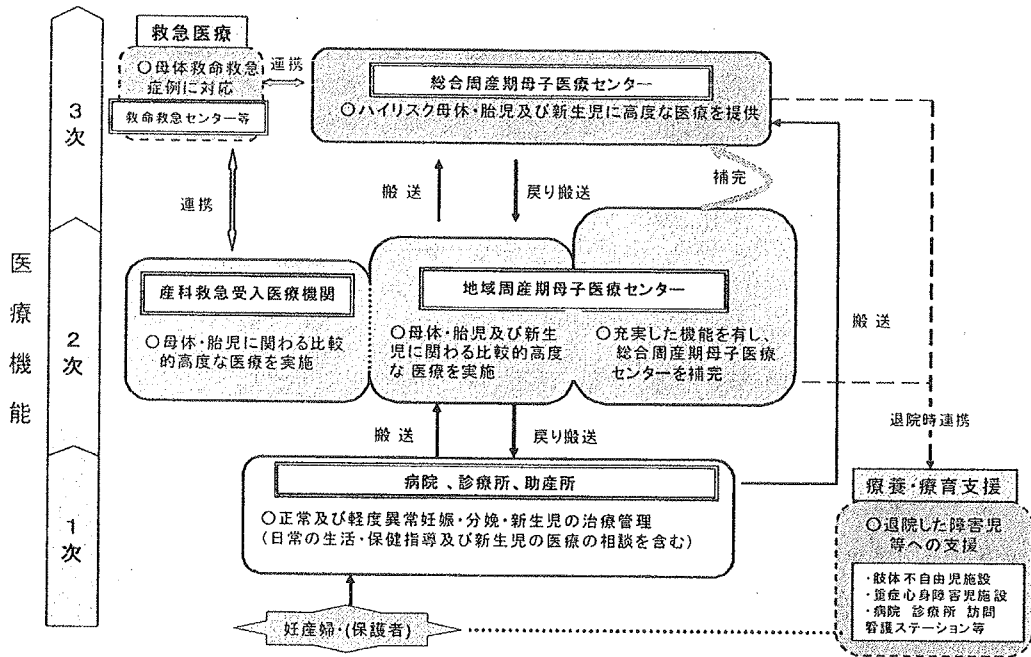 医療機能
3次
2次
1次
救急医療
〇母体救命救急
症例に対応
救命救急センター等
連携
総合周産期母子医療センター
〇ハイリスク母体・胎児及び新生児に高度な医療を提供
連携
搬送
戻り搬送
補完
産科救急受入医療機関
〇母体・胎児に関わる比較
的高度な医療を実施
地域周産期母子医療センター
〇母体・胎児及び新生
児に関わる比較的高度
な 医療を実施
〇充実した機能を有し、
総合周産期母子医療
センターを補完
搬送
搬送
戻り搬送
退院時連携
病院 、診療所、助産所
〇正常及び軽度異常妊娠・分娩・新生児の治療管理
(日常の生活・保健指導及び新生児の医療の相談を含む)
療養・療育支援
〇退院した障害児
等への支援
・肢体不自由児施設
・重症心身障害児施設
・病院 診療所 訪問
看護ステーション等
妊産婦・(保護者)